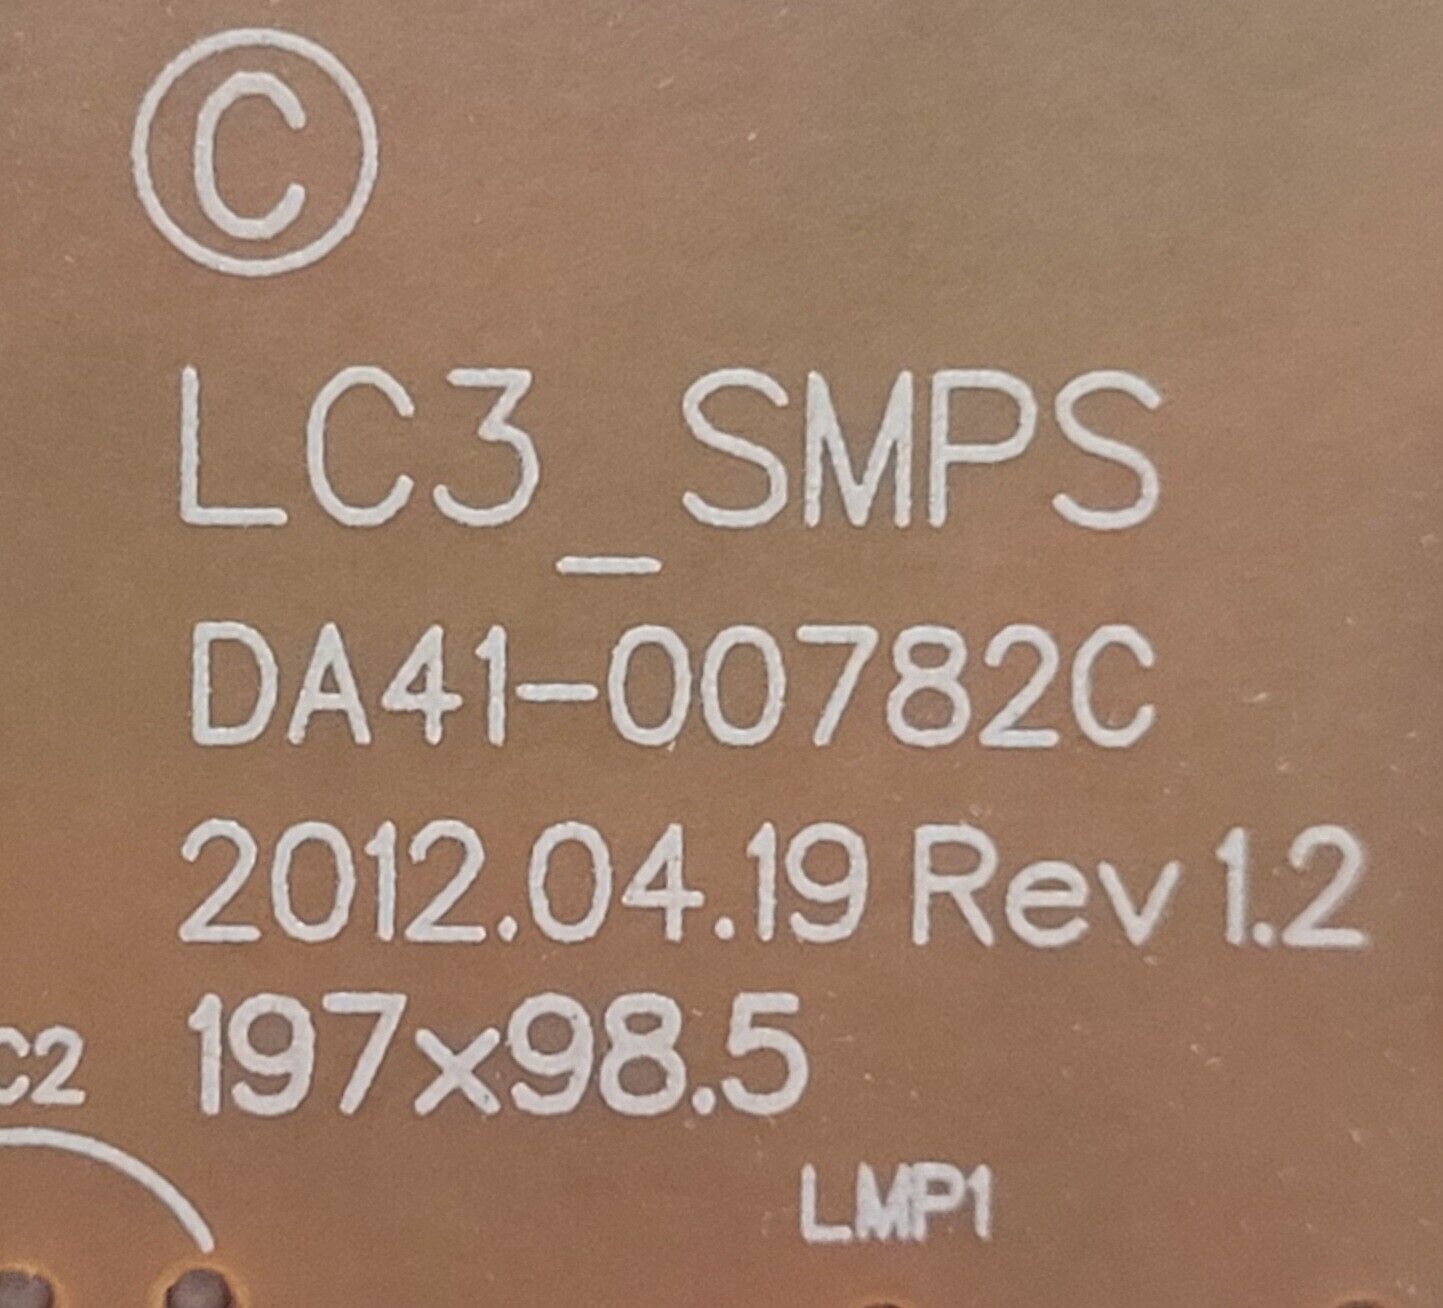 ©
LC3_SMPS
DA41-00782C
2012.04.19 Rev 1.2
197x98.5
C2
LMP1